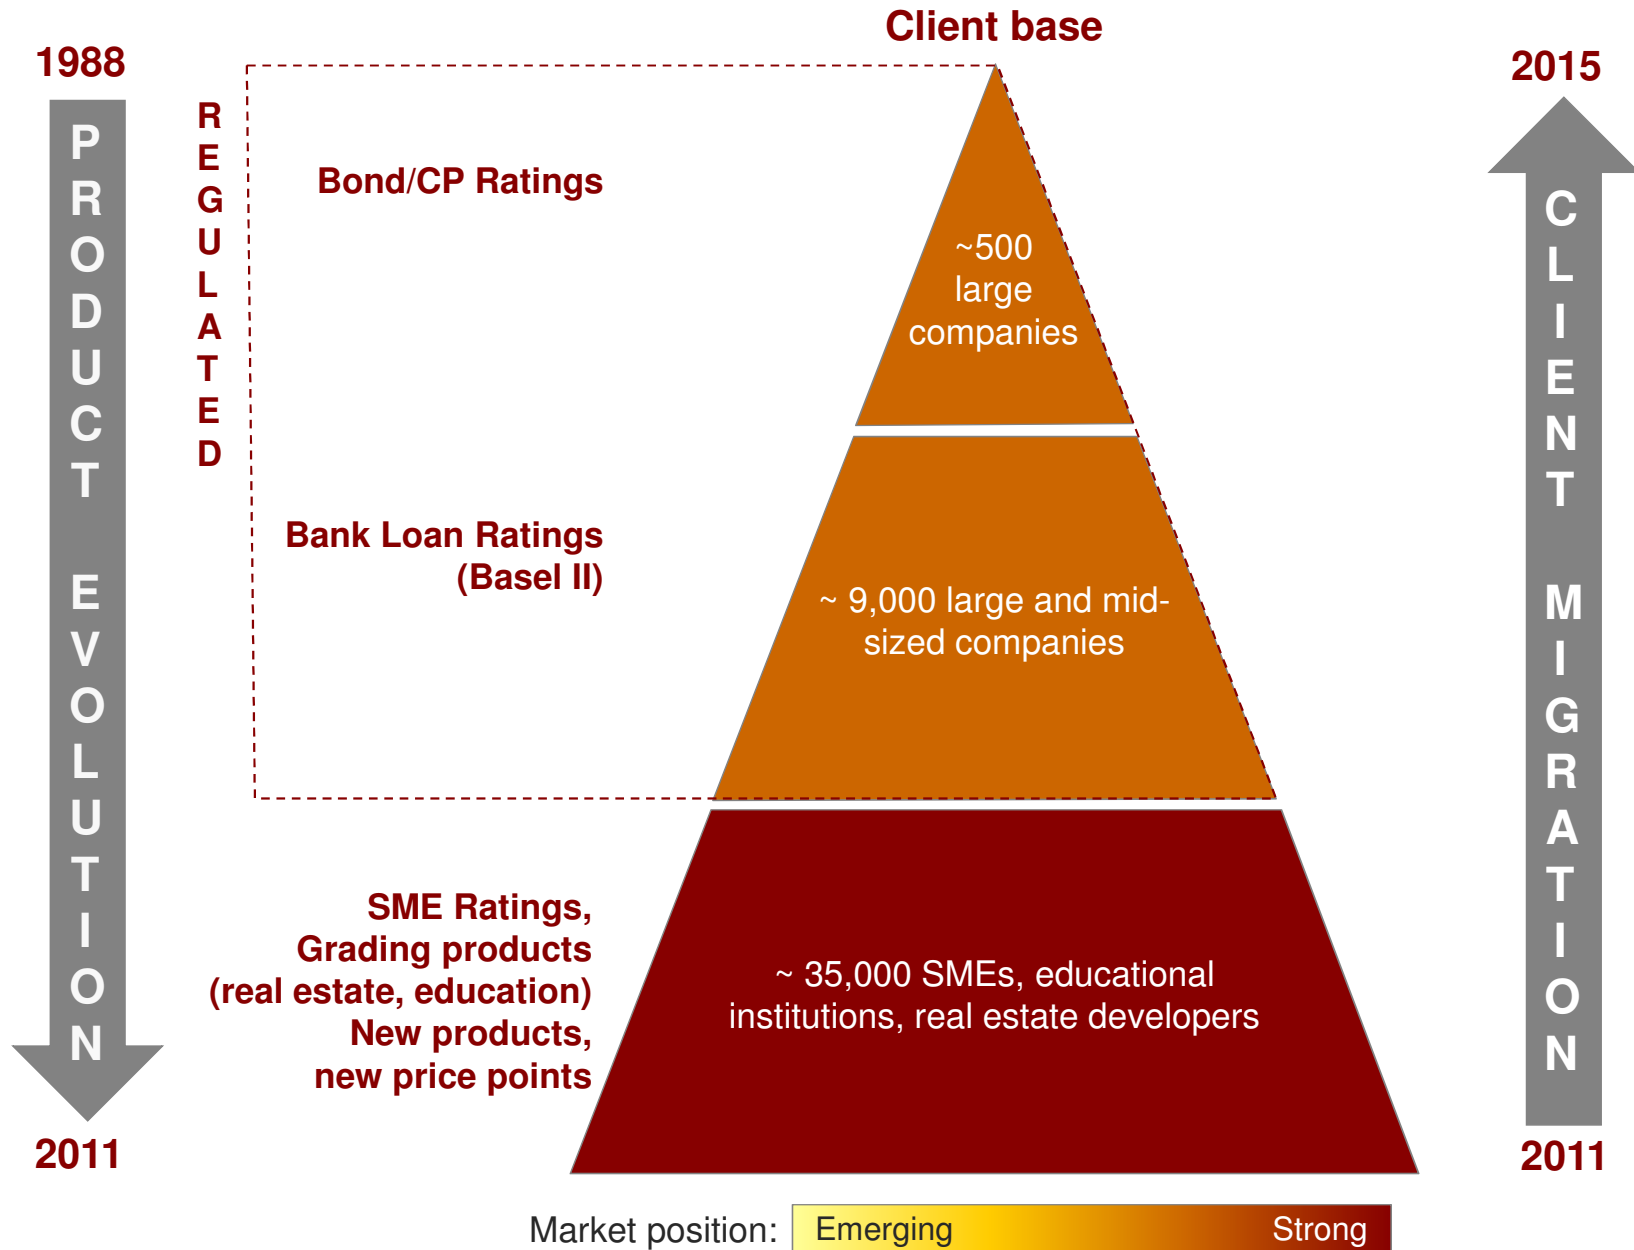 Client base
1988
2015
PRODUCT EVOLUTION
REGULATED
Bond/CP Ratings
~500
large
companies
Bank Loan Ratings
(Basel II)
~ 9,000 large and mid-
sized companies
SME Ratings,
Grading products
(real estate, education)
New products,
new price points
~ 35,000 SMEs, educational
institutions, real estate developers
CLIENT MIGRATION
2011
2011
Market position:
Emerging
Strong